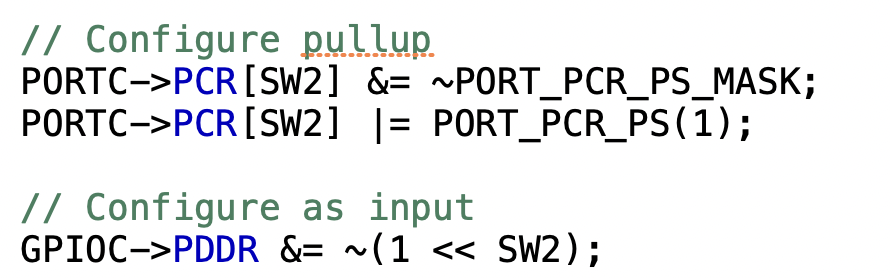 // Configure pullup
PORTC->PCR[SW2] &= ~PORT_PCR_PS_MASK;
PORTC->PCR[SW2] |= PORT_PCR_PS(1);
// Configure as input
GPIOC->PDDR &= ~(1 << SW2);